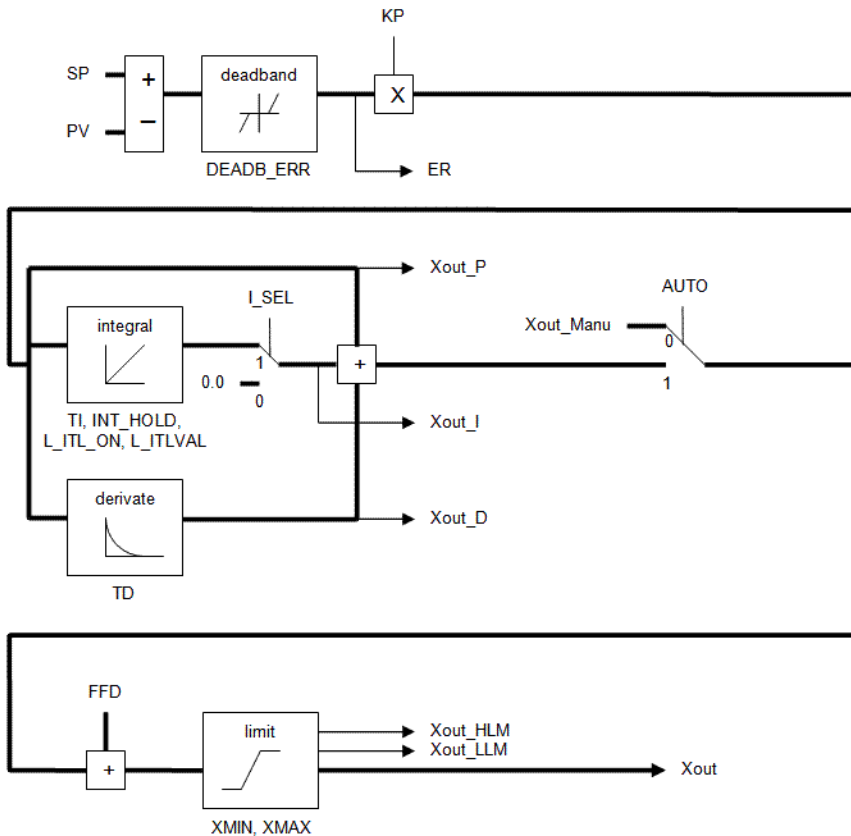 KP
SP
+
deadband
X
PV
−
DEADB_ERR
ER
Xout_P
I_SEL
AUTO
integral
Xout_Manu
0
1
+
0.0
0
1
TI, INT_HOLD,
L_ITL_ON, L_ITLVAL
Xout_I
derivate
Xout_D
TD
FFD
limit
Xout_HLM
Xout_LLM
+
Xout
XMIN, XMAX